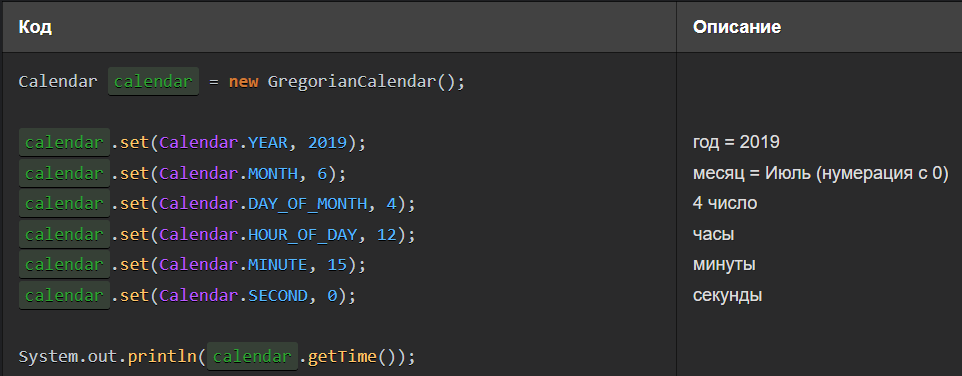 Код Описание
Calendar calendar = new GregorianCalendar();
calendar.set(Calendar.YEAR, 2019); год = 2019
calendar.set(Calendar.MONTH, 6); месяц = Июль (нумерация с 0)
calendar.set(Calendar.DAY_OF_MONTH, 4); 4 число
calendar.set(Calendar.HOUR_OF_DAY, 12); часы
calendar.set(Calendar.MINUTE, 15); минуты
calendar.set(Calendar.SECOND, 0); секунды
System.out.println(calendar.getTime());